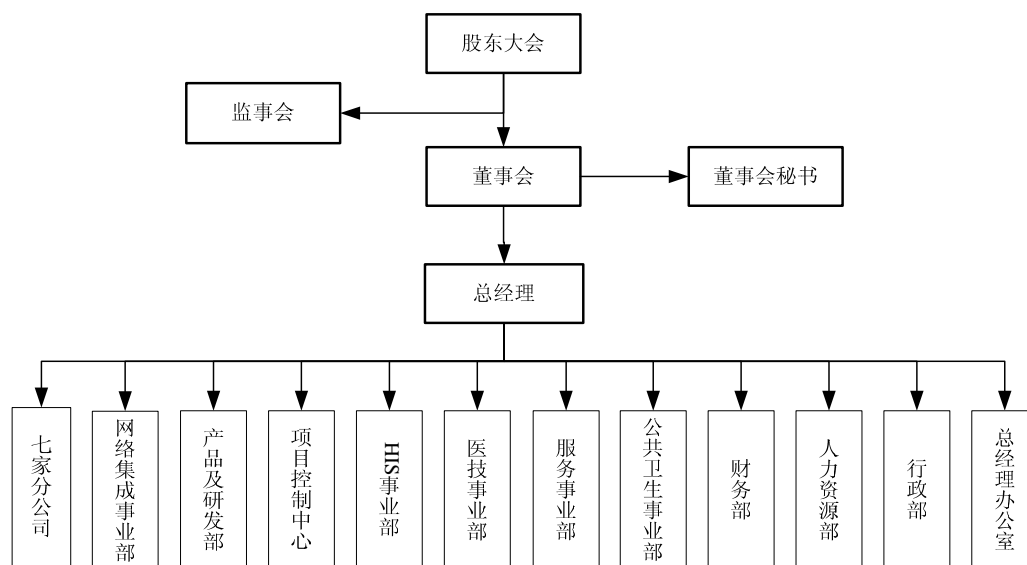 股东大会
监事会
董事会
董事会秘书
总经理
七家分公司
网络集成事业部
产品及研发部
项目控制中心
HIS事业部
医技事业部
服务事业部
公共卫生事业部
财务部
人力资源部
行政部
总经理办公室